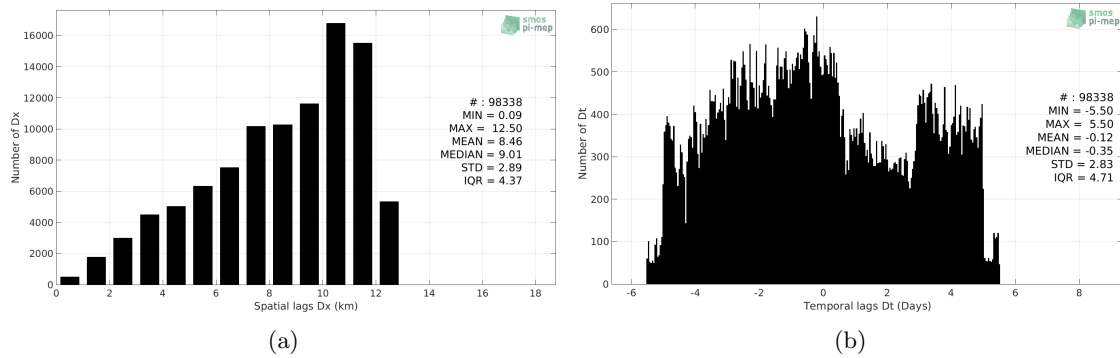 smos
pi-mep
16000
14000
12000
10000
8000
6000
4000
2000
0
Number of Dx
# : 98338
MIN = 0.09
MAX = 12.50
MEAN = 8.46
MEDIAN = 9.01
STD = 2.89
IQR = 4.37
0 2 4 6 8 10 12 14 16 18
Spatial lags Dx (km)
(a)
smos
pi-mep
600
500
400
300
200
100
0
Number of Dt
# : 98338
MIN = -5.50
MAX = 5.50
MEAN = -0.12
MEDIAN = -0.35
STD = 2.83
IQR = 4.71
-6 -4 -2 0 2 4 6 8
Temporal lags Dt (Days)
(b)